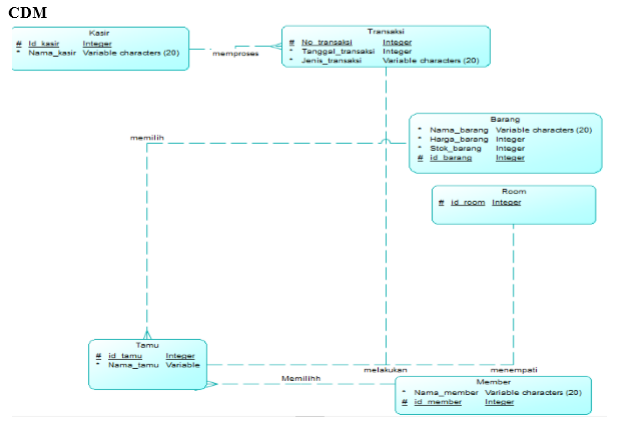 CDM
Kasir
# Id_kasir Integer
* Nama_kasir Variable characters (20)
memproses
Transaksi
# No_transaksi Integer
* Tanggal_transaksi Integer
* Jenis_transaksi Variable characters (20)
Barang
* Nama_barang Variable characters (20)
* Harga_barang Integer
* Stok_barang Integer
# id_barang Integer
memilih
Room
# id_room Integer
Tamu
# id_tamu Integer
* Nama_tamu Variable
melakukan
menempati
Memilihh
Member
* Nama_member Variable characters (20)
# id_member Integer